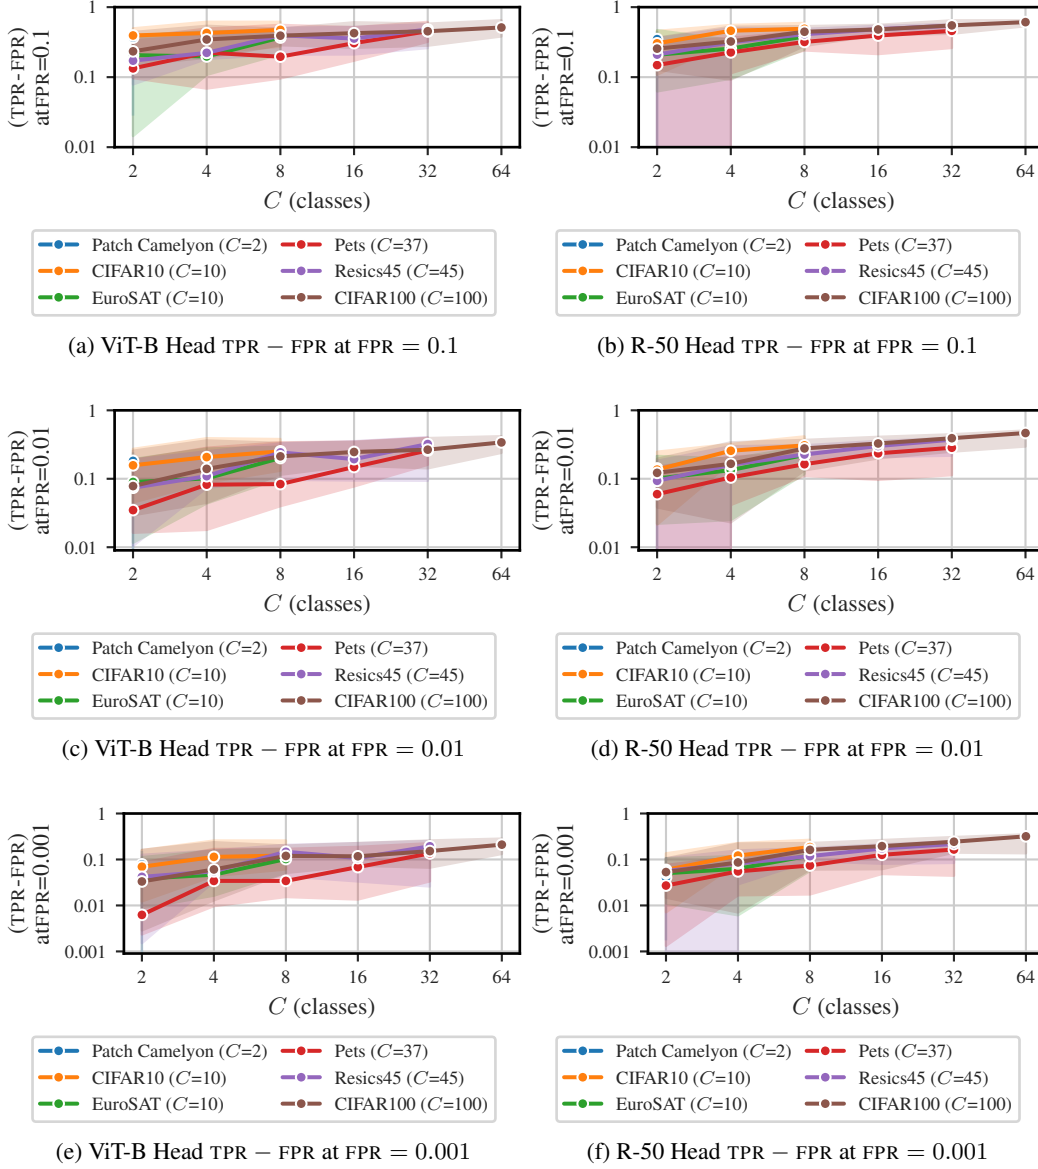 1
0.1
0.01
(TPR-FPR)
atFPR=0.1
2 4 8 16 32 64
C (classes)
Patch Camelyon (C=2)
CIFAR10 (C=10)
EuroSAT (C=10)
Pets (C=37)
Resics45 (C=45)
CIFAR100 (C=100)
(a) ViT-B Head TPR − FPR at FPR = 0.1
1
0.1
0.01
(TPR-FPR)
atFPR=0.1
2 4 8 16 32 64
C (classes)
Patch Camelyon (C=2)
CIFAR10 (C=10)
EuroSAT (C=10)
Pets (C=37)
Resics45 (C=45)
CIFAR100 (C=100)
(b) R-50 Head TPR − FPR at FPR = 0.1
1
0.1
0.01
(TPR-FPR)
atFPR=0.01
2 4 8 16 32 64
C (classes)
Patch Camelyon (C=2)
CIFAR10 (C=10)
EuroSAT (C=10)
Pets (C=37)
Resics45 (C=45)
CIFAR100 (C=100)
(c) ViT-B Head TPR − FPR at FPR = 0.01
1
0.1
0.01
(TPR-FPR)
atFPR=0.01
2 4 8 16 32 64
C (classes)
Patch Camelyon (C=2)
CIFAR10 (C=10)
EuroSAT (C=10)
Pets (C=37)
Resics45 (C=45)
CIFAR100 (C=100)
(d) R-50 Head TPR − FPR at FPR = 0.01
1
0.1
0.01
0.001
(TPR-FPR)
atFPR=0.001
2 4 8 16 32 64
C (classes)
Patch Camelyon (C=2)
CIFAR10 (C=10)
EuroSAT (C=10)
Pets (C=37)
Resics45 (C=45)
CIFAR100 (C=100)
(e) ViT-B Head TPR − FPR at FPR = 0.001
1
0.1
0.01
0.001
(TPR-FPR)
atFPR=0.001
2 4 8 16 32 64
C (classes)
Patch Camelyon (C=2)
CIFAR10 (C=10)
EuroSAT (C=10)
Pets (C=37)
Resics45 (C=45)
CIFAR100 (C=100)
(f) R-50 Head TPR − FPR at FPR = 0.001